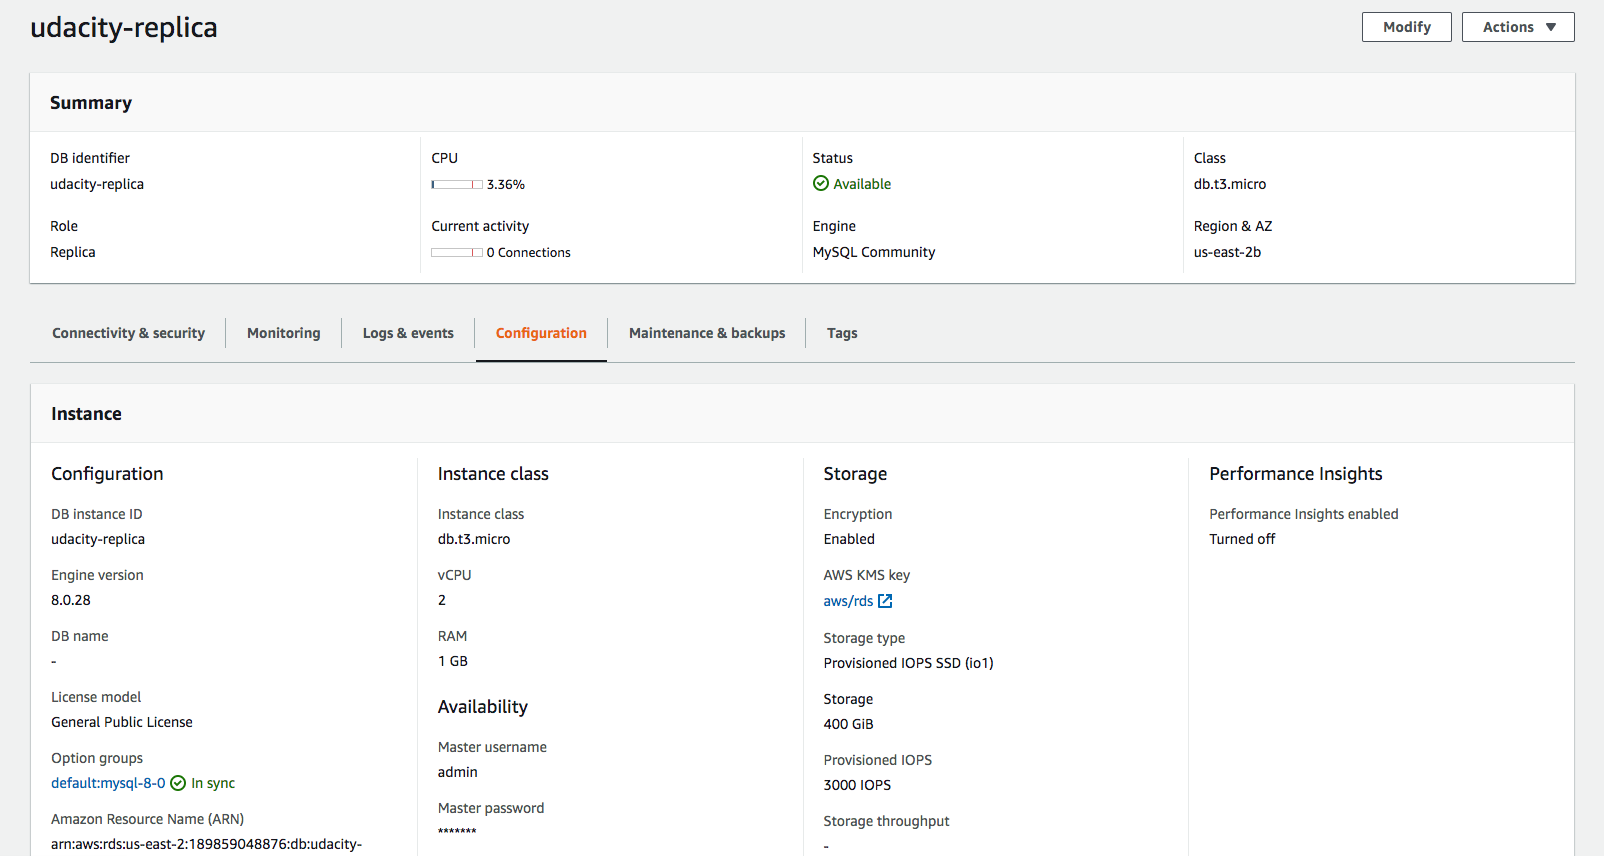 udacity-replica
Modify
Actions
Summary
DB identifier
udacity-replica
Role
Replica
CPU
3.36%
Current activity
0 Connections
Status
Available
Engine
MySQL Community
Class
db.t3.micro
Region & AZ
us-east-2b
Connectivity & security
Monitoring
Logs & events
Configuration
Maintenance & backups
Tags
Instance
Configuration
DB instance ID
udacity-replica
Engine version
8.0.28
DB name
-
License model
General Public License
Option groups
default:mysql-8-0 In sync
Amazon Resource Name (ARN)
arn:aws:rds:us-east-2:189859048876:db:udacity-
Instance class
Instance class
db.t3.micro
vCPU
2
RAM
1 GB
Availability
Master username
admin
Master password
*******
Storage
Encryption
Enabled
AWS KMS key
aws/rds
Storage type
Provisioned IOPS SSD (io1)
Storage
400 GiB
Provisioned IOPS
3000 IOPS
Storage throughput
-
Performance Insights
Performance Insights enabled
Turned off